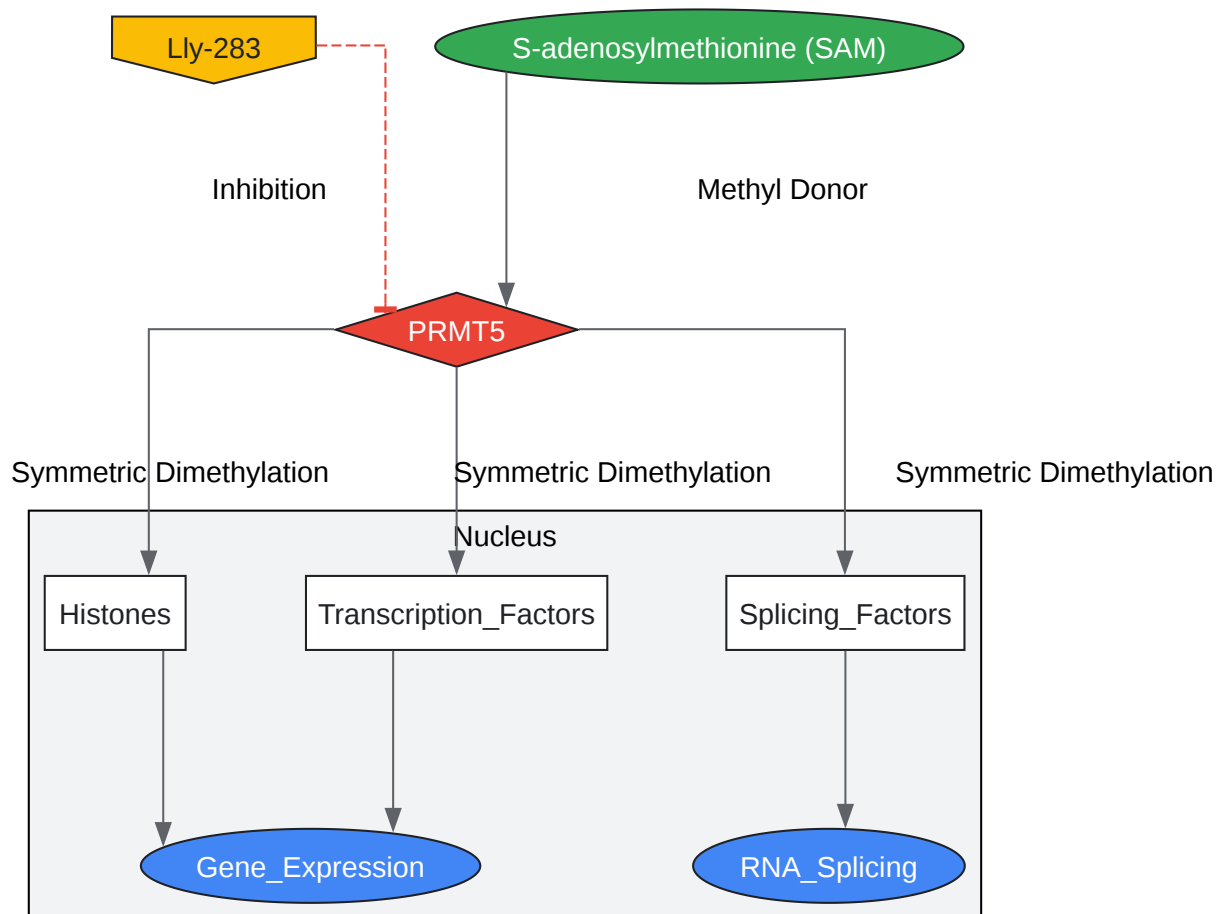 Lly-283
S-adenosylmethionine (SAM)
Inhibition
Methyl Donor
PRMT5
Symmetric Dimethylation
Symmetric Dimethylation
Symmetric Dimethylation
Nucleus
Histones
Transcription_Factors
Splicing_Factors
Gene_Expression
RNA_Splicing